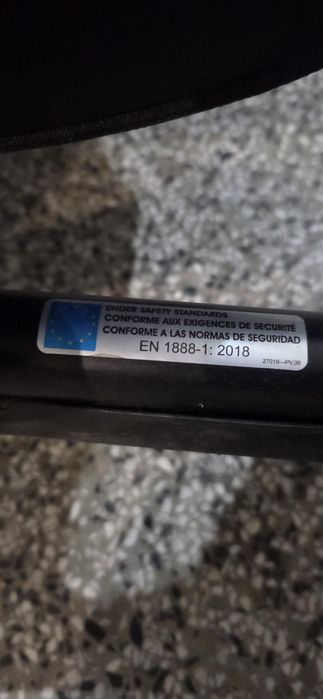 UNDER SAFETY STANDARDS
CONFORME AUX EXIGENCES DE SECURITÉ
CONFORME A LAS NORMAS DE SEGURIDAD
EN 1888-1: 2018
27019---PV.00